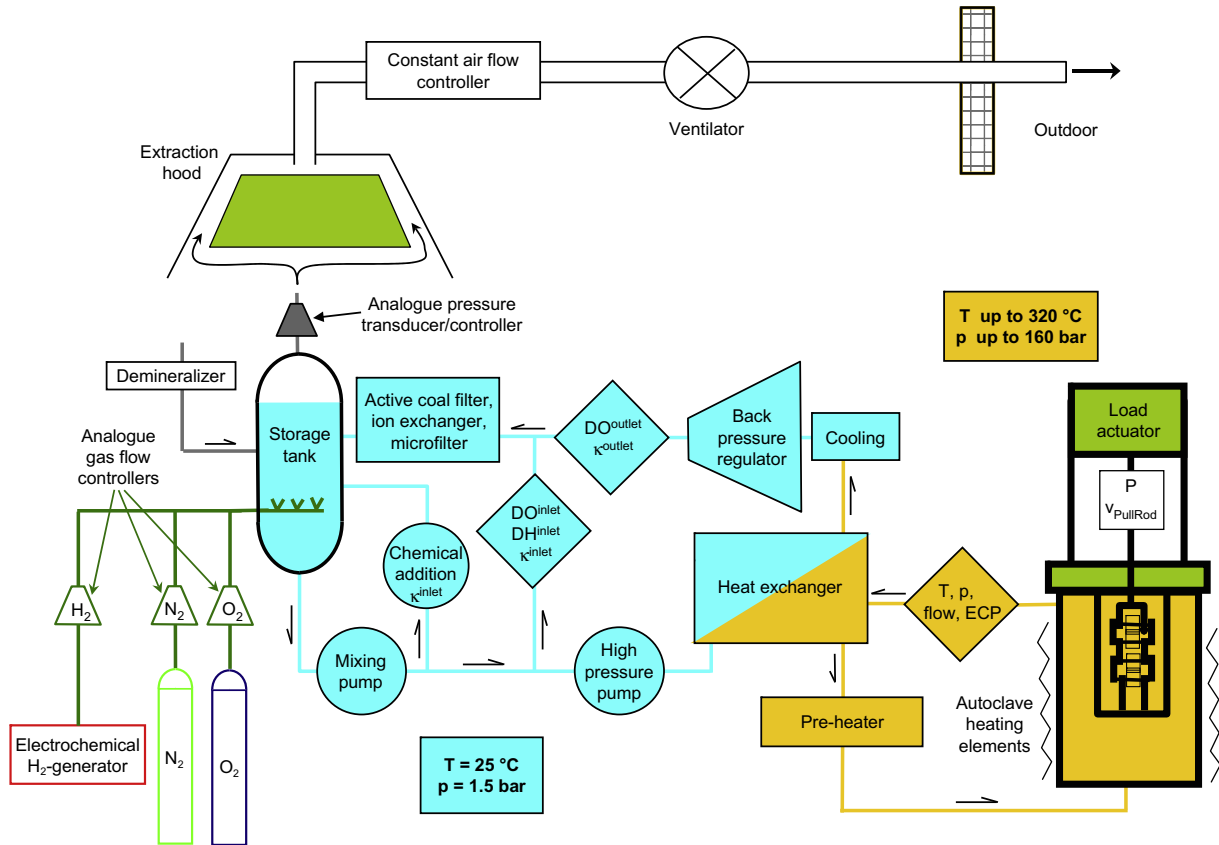 Constant air flow
controller
Ventilator
Outdoor
Extraction
hood
Analogue pressure
transducer/controller
T up to 320 °C
p up to 160 bar
Demineralizer
Storage
tank
Active coal filter,
ion exchanger,
microfilter
DOᵒᵘᵗˡᵉᵗ
κᵒᵘᵗˡᵉᵗ
Back
pressure
regulator
Cooling
Load
actuator
Analogue
gas flow
controllers
P
vPullRod
DOⁱⁿˡᵉᵗ
DHⁱⁿˡᵉᵗ
κⁱⁿˡᵉᵗ
Chemical
addition
κⁱⁿˡᵉᵗ
Heat exchanger
T, p,
flow, ECP
H₂
N₂
O₂
Mixing
pump
High
pressure
pump
Pre-heater
Autoclave
heating
elements
Electrochemical
H₂-generator
N₂
O₂
T = 25 °C
p = 1.5 bar